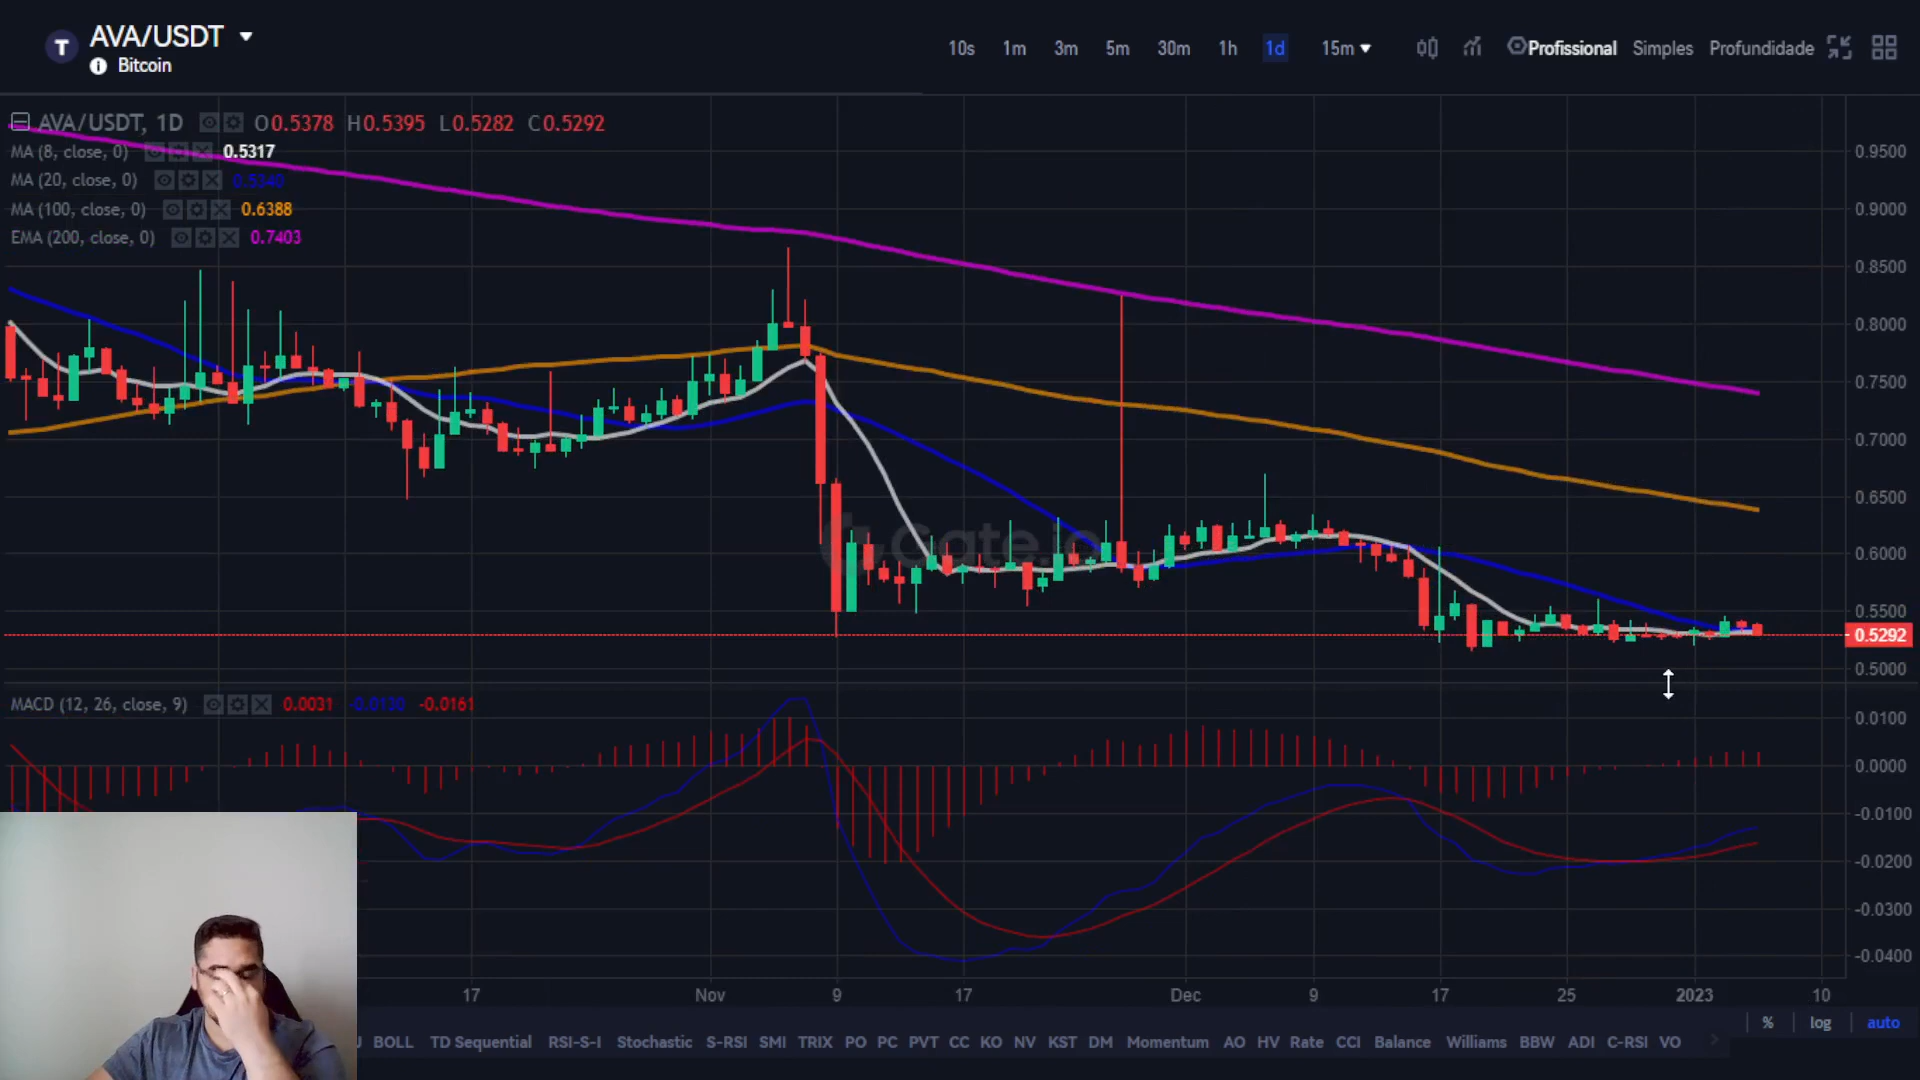 T AVA/USDT
Bitcoin
10s 1m 3m 5m 30m 1h 1d 15m Profissional Simples Profundidade
AVA/USDT, 1D O0.5378 H0.5395 L0.5282 C0.5292
MA (8, close, 0) 0.5317
MA (20, close, 0) 0.5340
MA (100, close, 0) 0.6388
EMA (200, close, 0) 0.7403
0.9500
0.9000
0.8500
0.8000
0.7500
0.7000
0.6500
Gate.io
0.6000
0.5500
0.5292
0.5000
MACD (12, 26, close, 9) 0.0031 -0.0130 -0.0161
0.0100
0.0000
-0.0100
-0.0200
-0.0300
-0.0400
17 Nov 9 17 Dec 9 17 25 2023 10
% log auto
BOLL TD Sequential RSI-S-I Stochastic S-RSI SMI TRIX PO PC PVT CC KO NV KST DM Momentum AO HV Rate CCI Balance Williams BBW ADI C-RSI VO